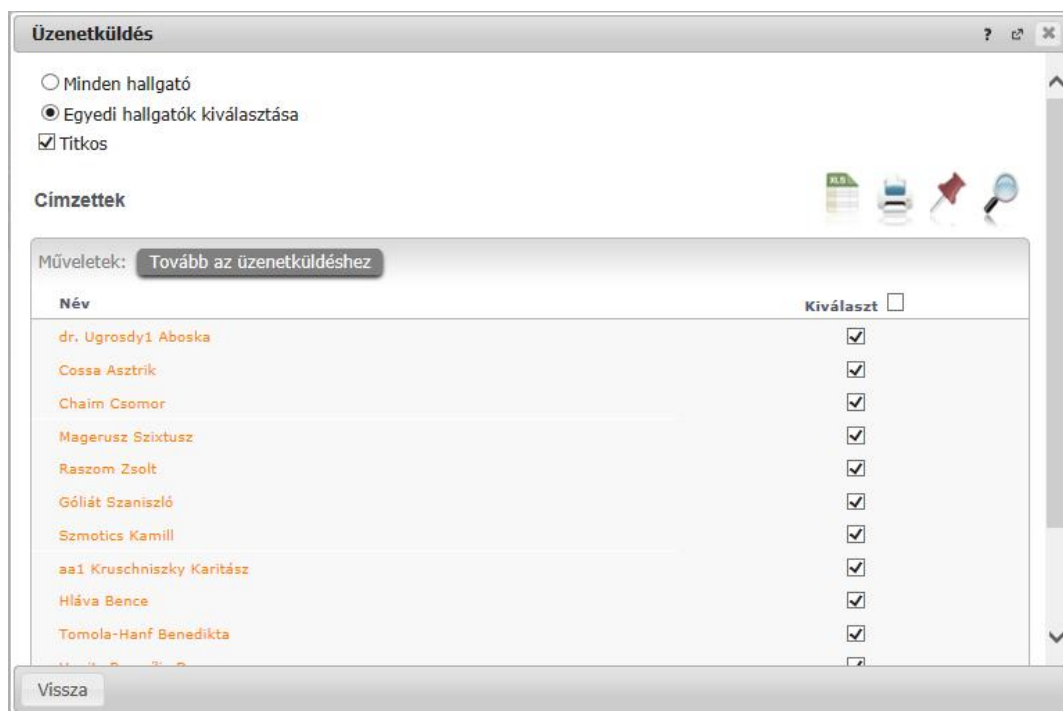 Üzenetküldés ?
Minden hallgató
Egyedi hallgatók kiválasztása
Titkos
XLS
Címzettek
Műveletek: Tovább az üzenetküldéshez
Név Kiválaszt
dr. Ugrosdy1 Aboska
Cossa Asztrik
Chaim Csomor
Magerusz Szixtusz
Raszom Zsolt
Góliát Szaniszló
Szmotics Kamill
aa1 Kruschniszky Karitász
Hláva Bence
Tomola-Hanf Benedikta
Vissza